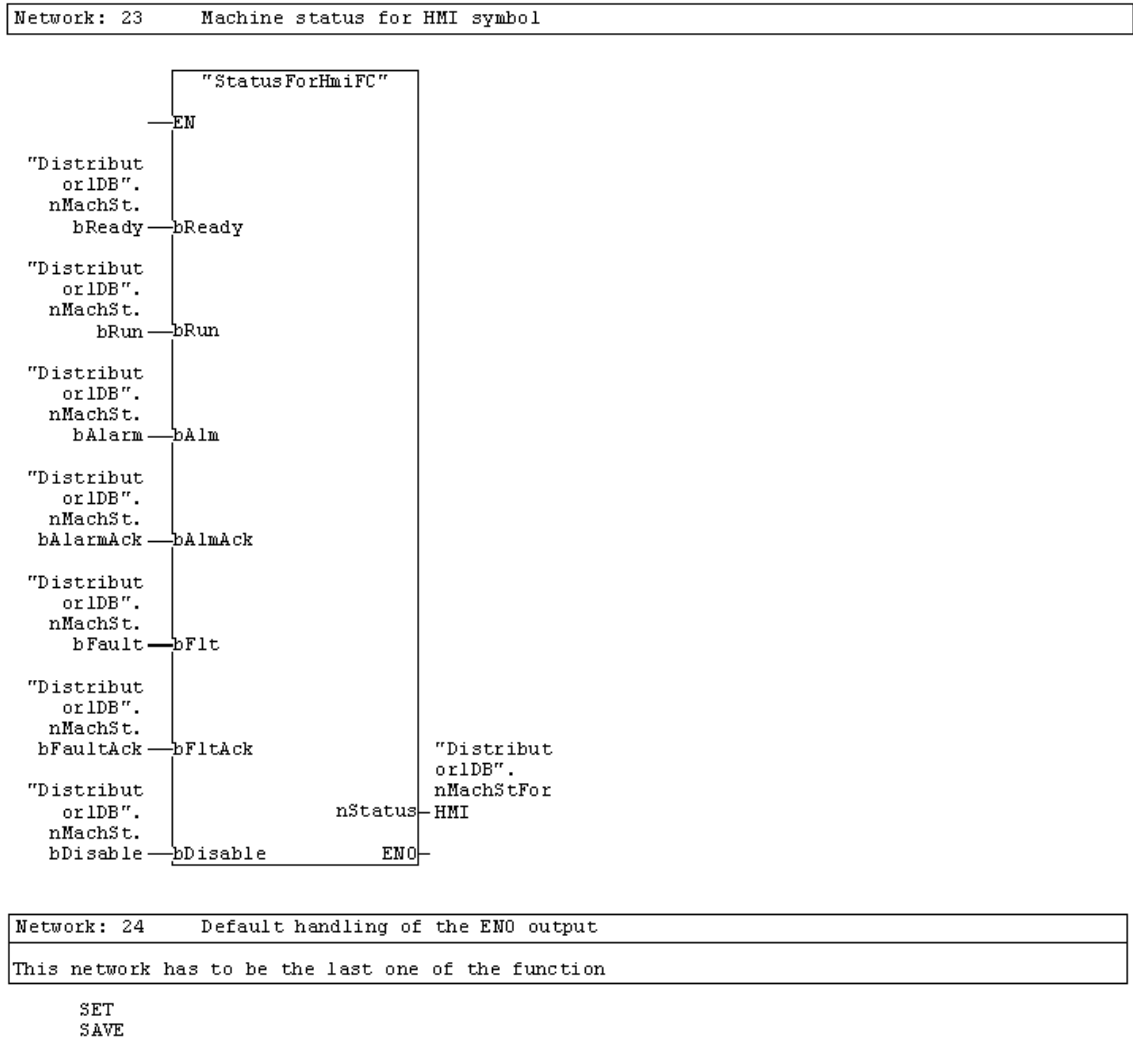 Network: 23 Machine status for HMI symbol
"StatusForHmiFC"
EN
"Distribut
or1DB".
nMachSt.
bReady bReady
"Distribut
or1DB".
nMachSt.
bRun bRun
"Distribut
or1DB".
nMachSt.
bAlarm bAlm
"Distribut
or1DB".
nMachSt.
bAlarmAck bAlmAck
"Distribut
or1DB".
nMachSt.
bFault bFlt
"Distribut
or1DB".
nMachSt.
bFaultAck bFltAck "Distribut
or1DB".
"Distribut nMachStFor
or1DB". nStatus HMI
nMachSt.
bDisable bDisable ENO
Network: 24 Default handling of the ENO output
This network has to be the last one of the function
SET
SAVE